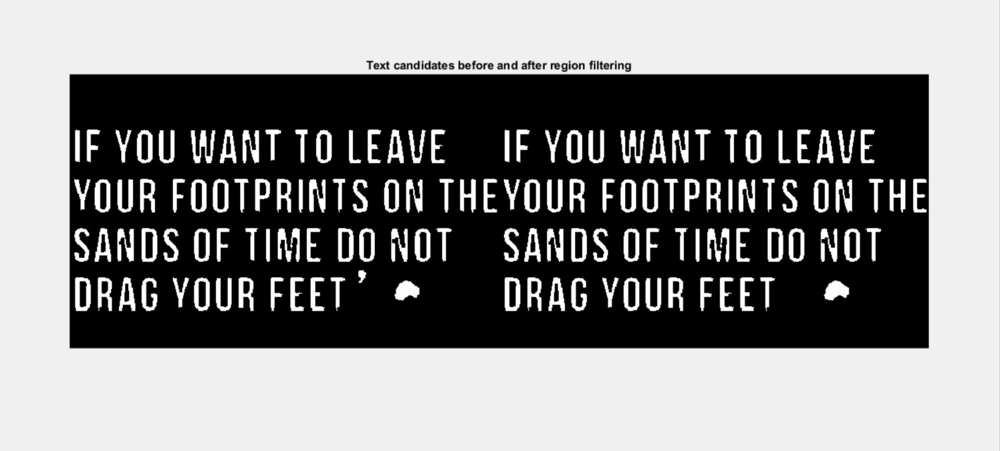 Text candidates before and after region filtering
IF YOU WANT TO LEAVE
YOUR FOOTPRINTS ON THE
SANDS OF TIME DO NOT
DRAG YOUR FEET ’
IF YOU WANT TO LEAVE
YOUR FOOTPRINTS ON THE
SANDS OF TIME DO NOT
DRAG YOUR FEET